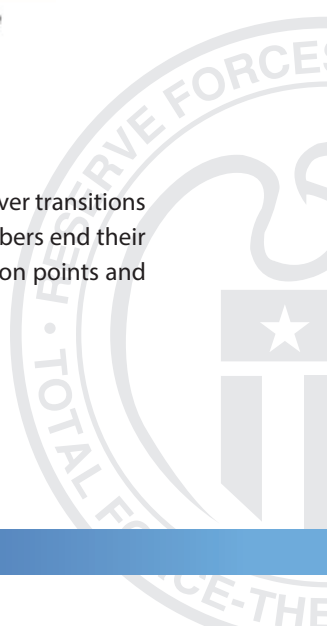 ver transitions
bers end their
on points and
RESERVE FORCES
• TOTAL FORCE-THE